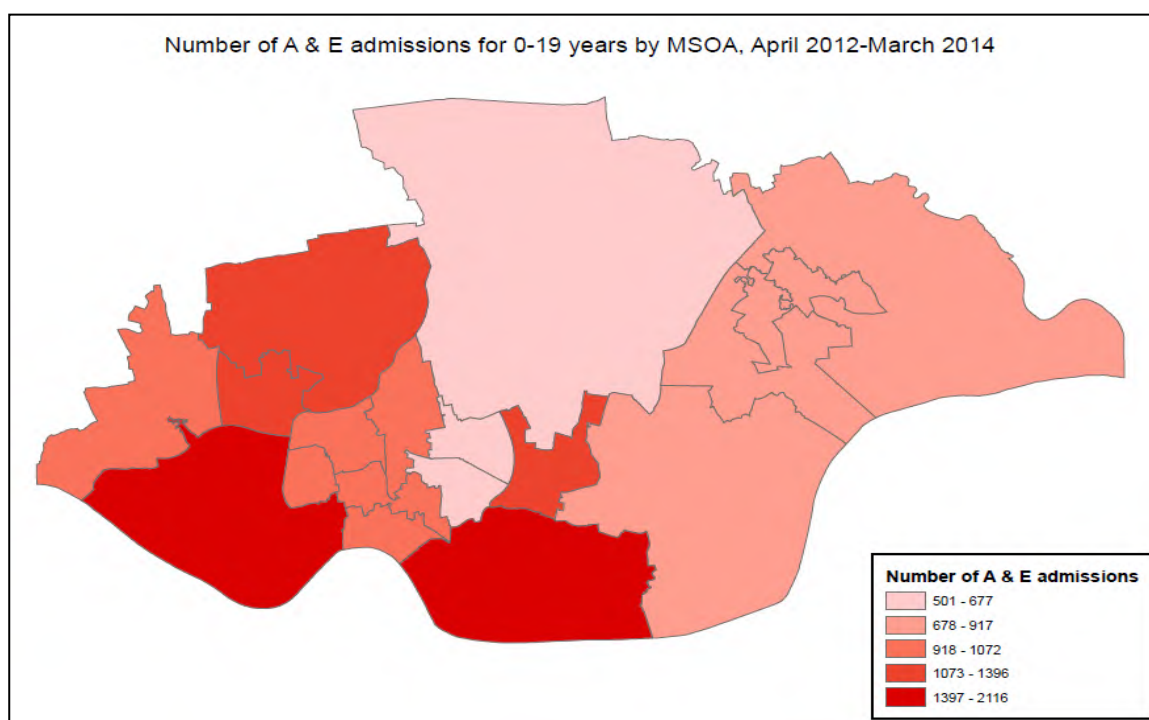 Number of A & E admissions for 0-19 years by MSOA, April 2012-March 2014
Number of A & E admissions
501 - 677
678 - 917
918 - 1072
1073 - 1396
1397 - 2116